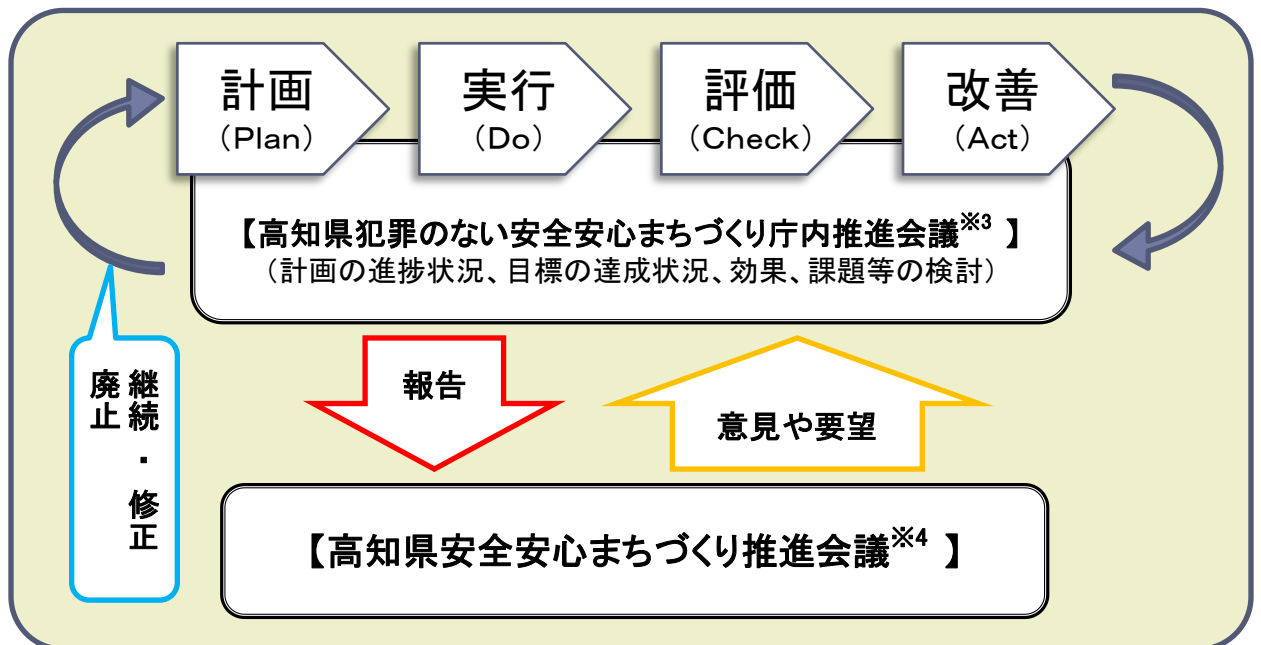 計画
（Plan）
実行
（Do）
評価
（Check）
改善
（Act）
【高知県犯罪のない安全安心まちづくり庁内推進会議※3 】
（計画の進捗状況、目標の達成状況、効果、課題等の検討）
継続・修正
廃止
報告
意見や要望
【高知県安全安心まちづくり推進会議※4 】